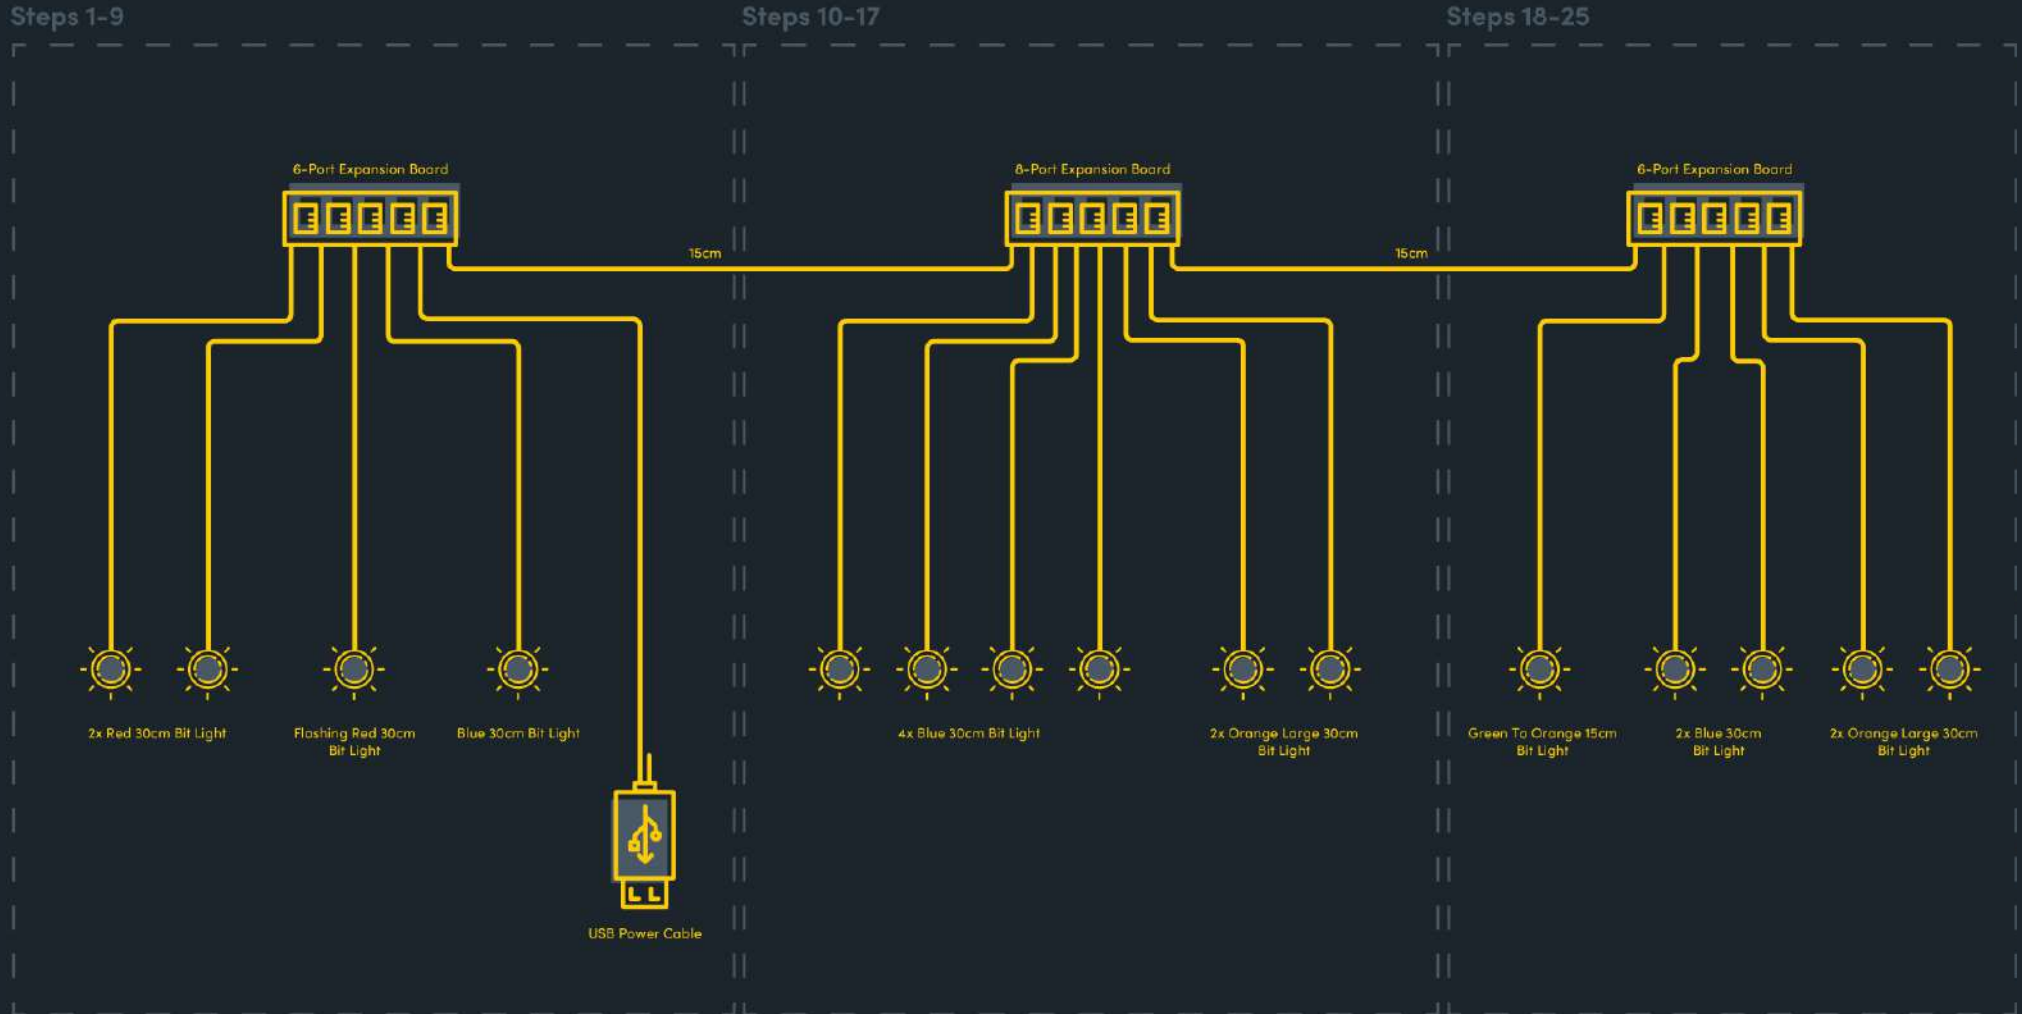 Steps 1-9
6-Port Expansion Board
15cm
2x Red 30cm Bit Light
Flashing Red 30cm
Bit Light
Blue 30cm Bit Light
USB Power Cable
Steps 10-17
8-Port Expansion Board
15cm
4x Blue 30cm Bit Light
2x Orange Large 30cm
Bit Light
Steps 18-25
6-Port Expansion Board
Green To Orange 15cm
Bit Light
2x Blue 30cm
Bit Light
2x Orange Large 30cm
Bit Light